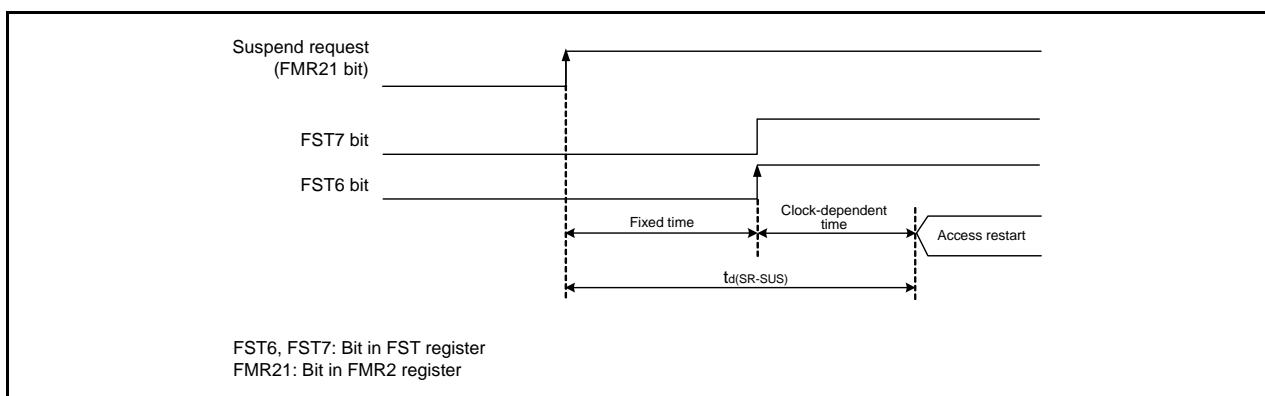 Suspend request
(FMR21 bit)
FST7 bit
FST6 bit
Fixed time
Clock-dependent
time
Access restart
td(SR-SUS)
FST6, FST7: Bit in FST register
FMR21: Bit in FMR2 register